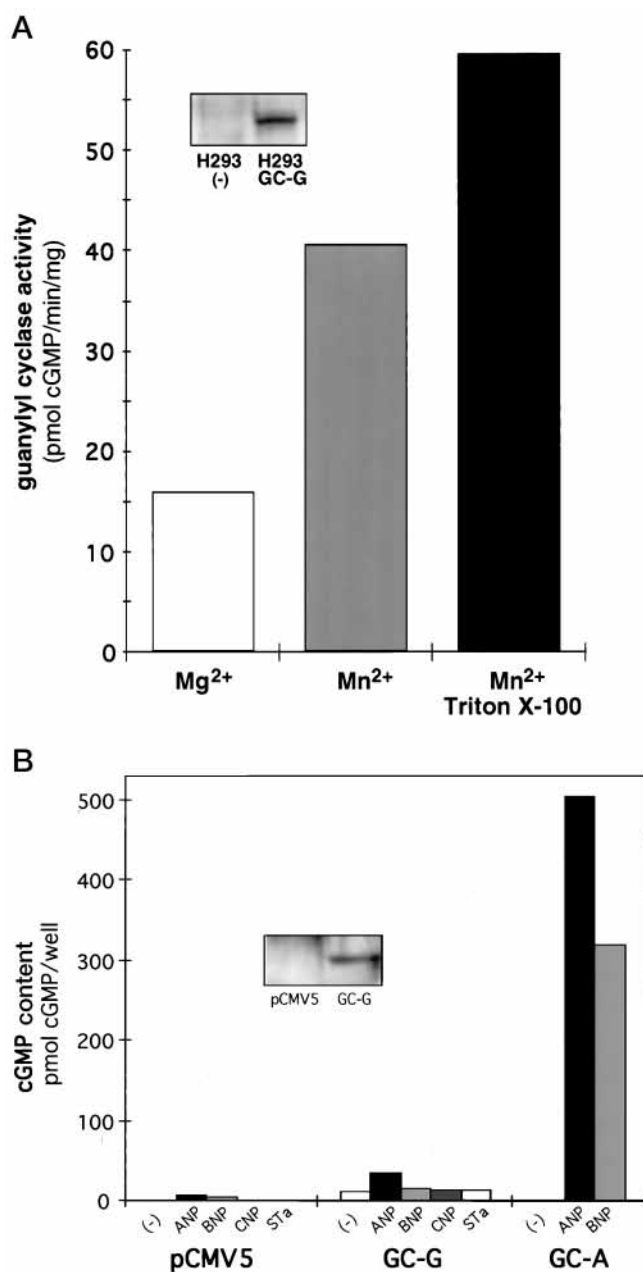 A
guanylyl cyclase activity
(pmol cGMP/min/mg)
60
50
40
30
20
10
0
H293 H293
(-) GC-G
Mg²⁺ Mn²⁺ Mn²⁺
Triton X-100
B
cGMP content
pmol cGMP/well
500
400
300
200
100
0
pCMV5 GC-G
(-) ANP BNP CNP STa (-) ANP BNP CNP STa (-) ANP BNP
pCMV5 GC-G GC-A